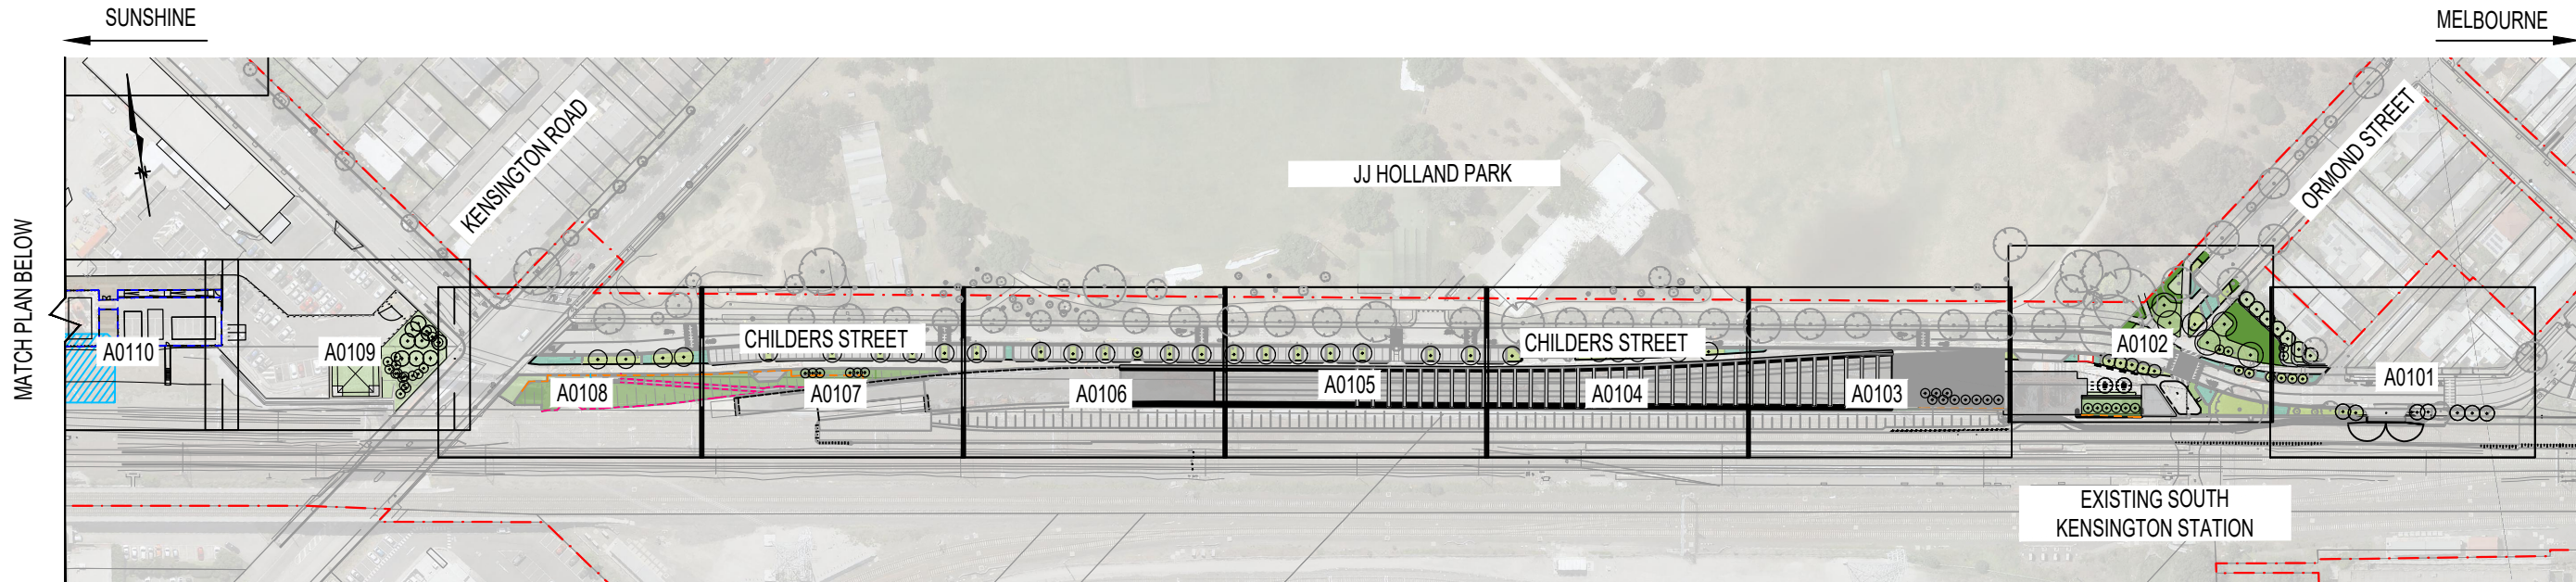 SUNSHINE
MELBOURNE
KENSINGTON ROAD
JJ HOLLAND PARK
ORMOND STREET
MATCH PLAN BELOW
CHILDERS STREET
CHILDERS STREET
A0110
A0109
A0108
A0107
A0106
A0105
A0104
A0103
A0102
A0101
EXISTING SOUTH
KENSINGTON STATION